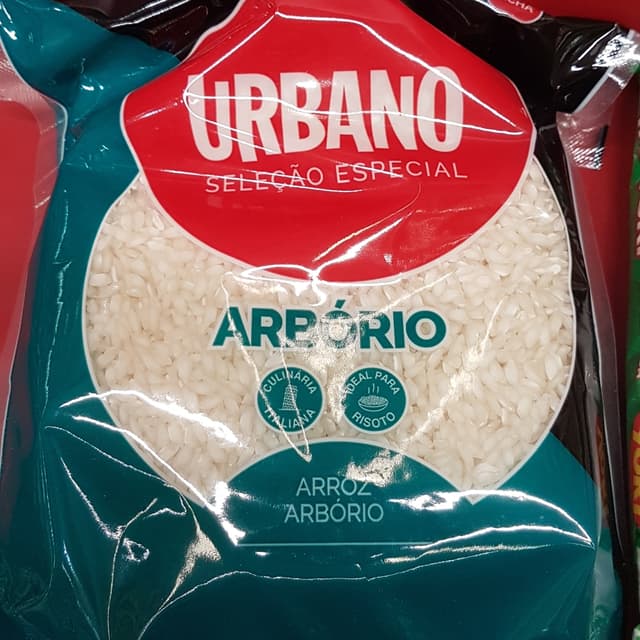 URBANO
SELEÇÃO ESPECIAL
ARBÓRIO
CULINÁRIA
ITALIANA
IDEAL PARA
RISOTO
ARROZ
ARBÓRIO